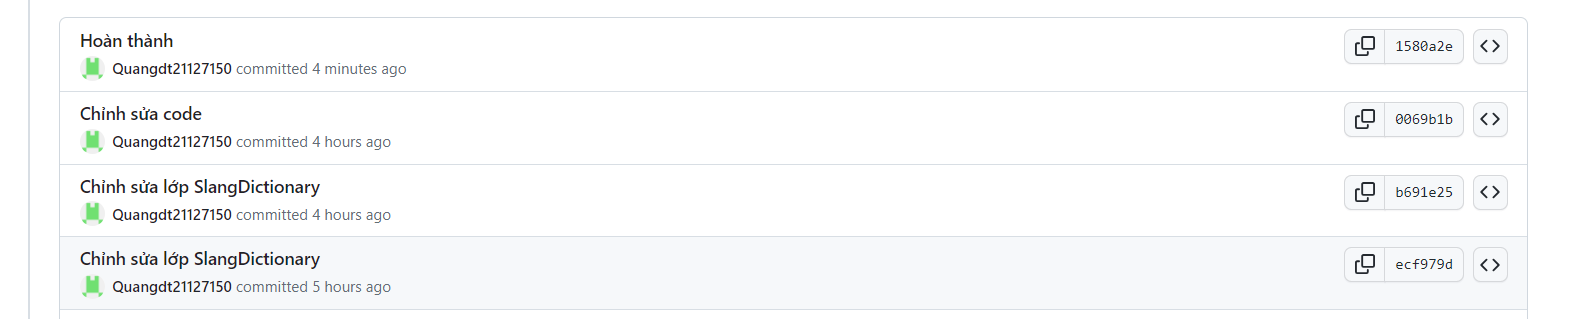 Hoàn thành
1580a2e
Quangdt21127150 committed 4 minutes ago
Chỉnh sửa code
0069b1b
Quangdt21127150 committed 4 hours ago
Chỉnh sửa lớp SlangDictionary
b691e25
Quangdt21127150 committed 4 hours ago
Chỉnh sửa lớp SlangDictionary
ecf979d
Quangdt21127150 committed 5 hours ago